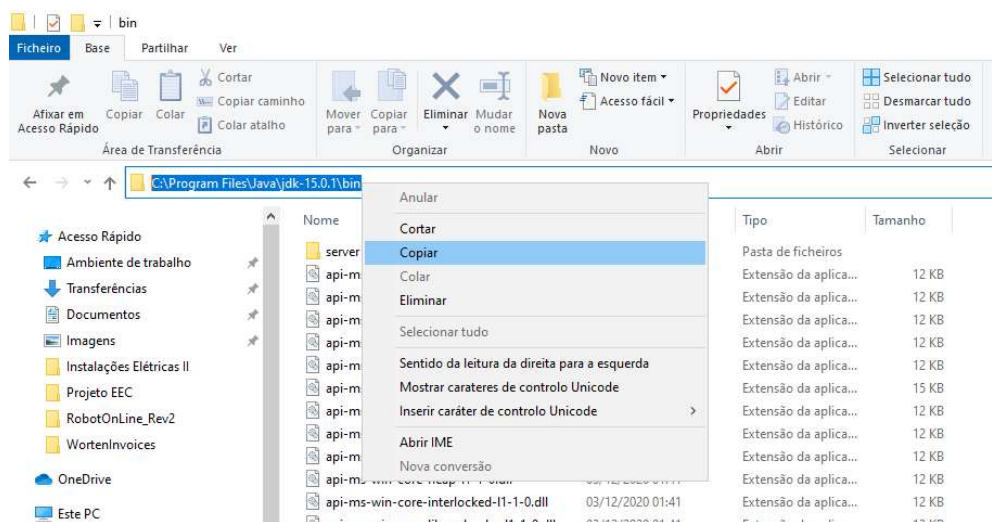 bin
Ficheiro Base Partilhar Ver
Afixar em Acesso Rápido
Copiar
Colar
Cortar
Copiar caminho
Colar atalho
Área de Transferência
Mover para
Copiar para
Eliminar
Mudar o nome
Organizar
Nova pasta
Novo item
Acesso fácil
Novo
Propriedades
Abrir
Editar
Histórico
Abrir
Selecionar tudo
Desmarcar tudo
Inverter seleção
Selecionar
C:\Program Files\Java\jdk-15.0.1\bin
Anular
Cortar
Copiar
Colar
Eliminar
Selecionar tudo
Sentido da leitura da direita para a esquerda
Mostrar carateres de controlo Unicode
Inserir caráter de controlo Unicode
Abrir IME
Nova conversão
Acesso Rápido
Ambiente de trabalho
Transferências
Documentos
Imagens
Instalações Elétricas II
Projeto EEC
RobotOnLine_Rev2
WortenInvoices
OneDrive
Este PC
Nome Tipo Tamanho
server Pasta de ficheiros
api-m Extensão da aplica... 12 KB
api-m Extensão da aplica... 12 KB
api-m Extensão da aplica... 12 KB
api-m Extensão da aplica... 12 KB
api-m Extensão da aplica... 12 KB
api-m Extensão da aplica... 15 KB
api-m Extensão da aplica... 12 KB
api-m Extensão da aplica... 12 KB
api-m Extensão da aplica... 12 KB
api-ms-win-core-interlocked-l1-1-0.dll 03/12/2020 01:41 Extensão da aplica... 12 KB